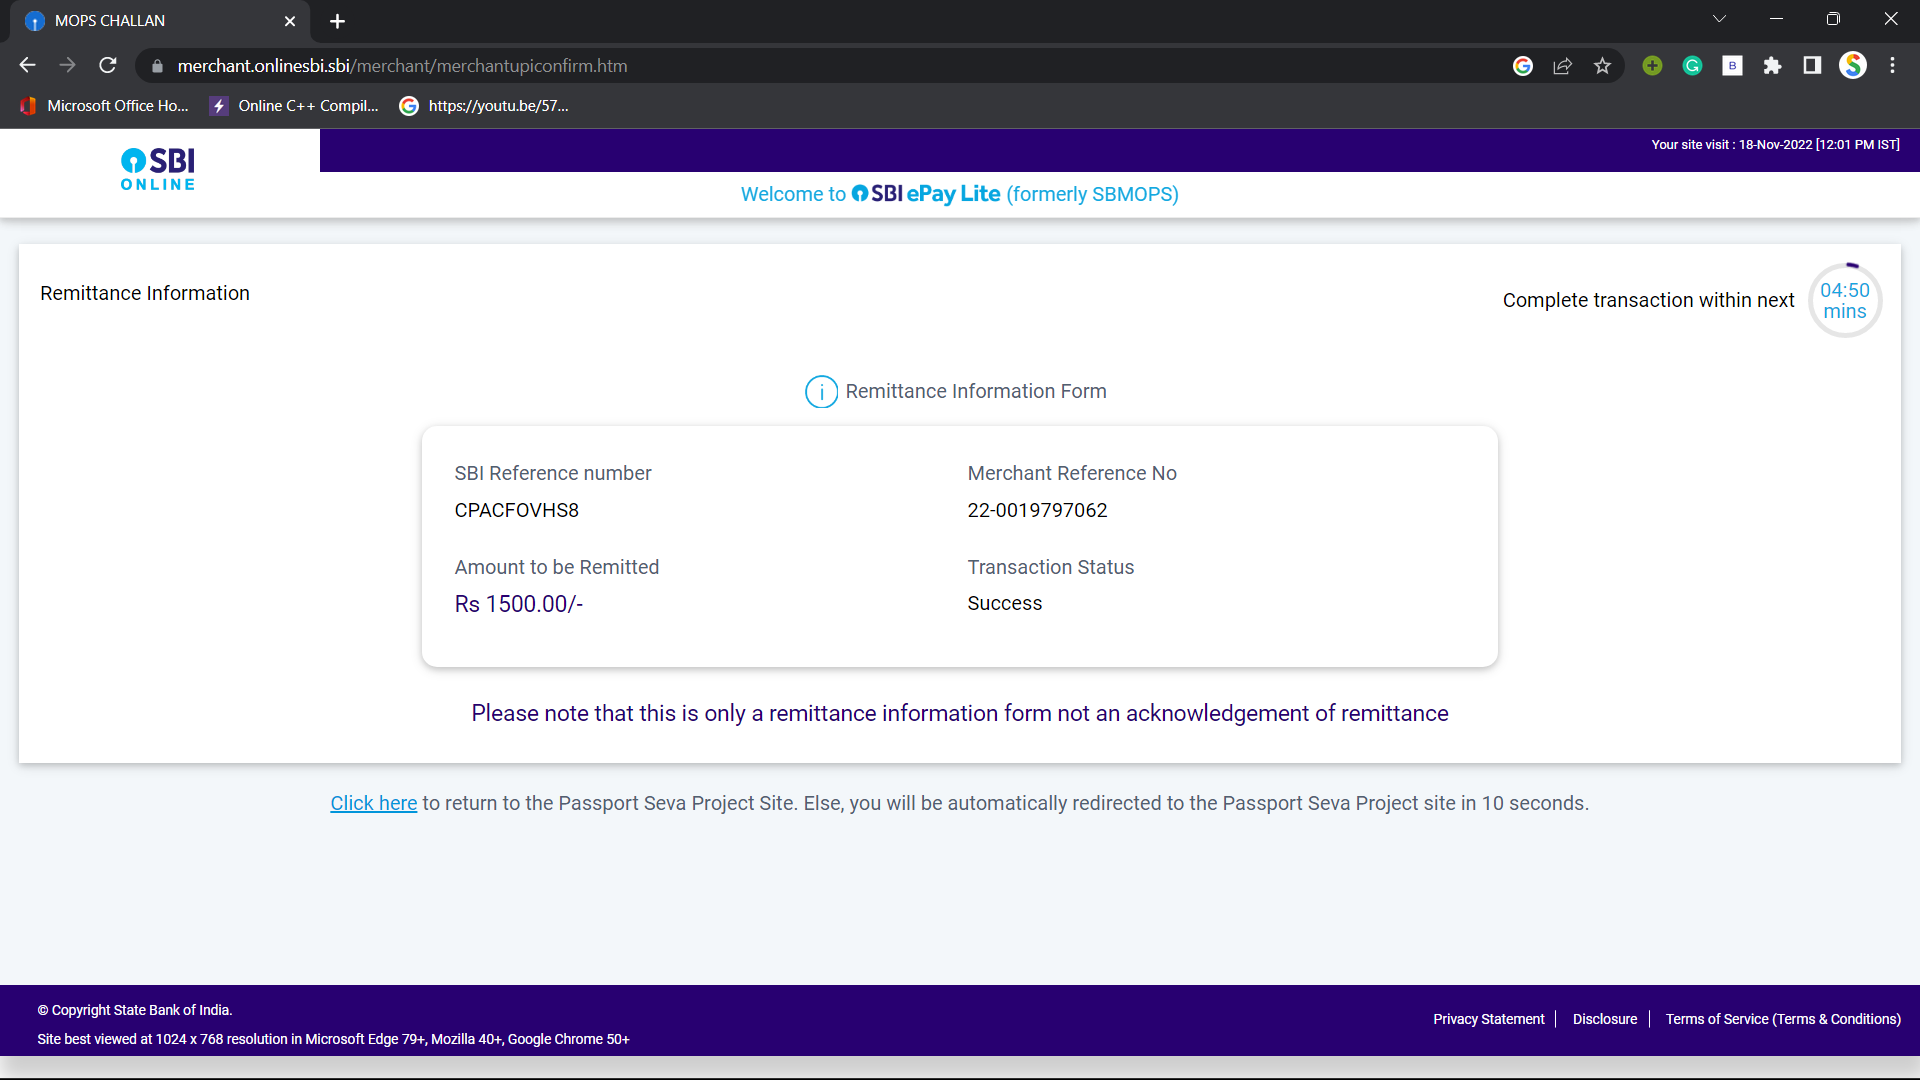 MOPS CHALLAN
merchant.onlinesbi.sbi/merchant/merchantupiconfirm.htm
Microsoft Office Ho... Online C++ Compil... https://youtu.be/57...
SBI
ONLINE
Your site visit : 18-Nov-2022 [12:01 PM IST]
Welcome to SBI ePay Lite (formerly SBMOPS)
Remittance Information
Complete transaction within next
04:50
mins
Remittance Information Form
SBI Reference number
CPACFOVHS8
Merchant Reference No
22-0019797062
Amount to be Remitted
Rs 1500.00/-
Transaction Status
Success
Please note that this is only a remittance information form not an acknowledgement of remittance
Click here to return to the Passport Seva Project Site. Else, you will be automatically redirected to the Passport Seva Project site in 10 seconds.
© Copyright State Bank of India.
Site best viewed at 1024 x 768 resolution in Microsoft Edge 79+, Mozilla 40+, Google Chrome 50+
Privacy Statement
Disclosure
Terms of Service (Terms & Conditions)